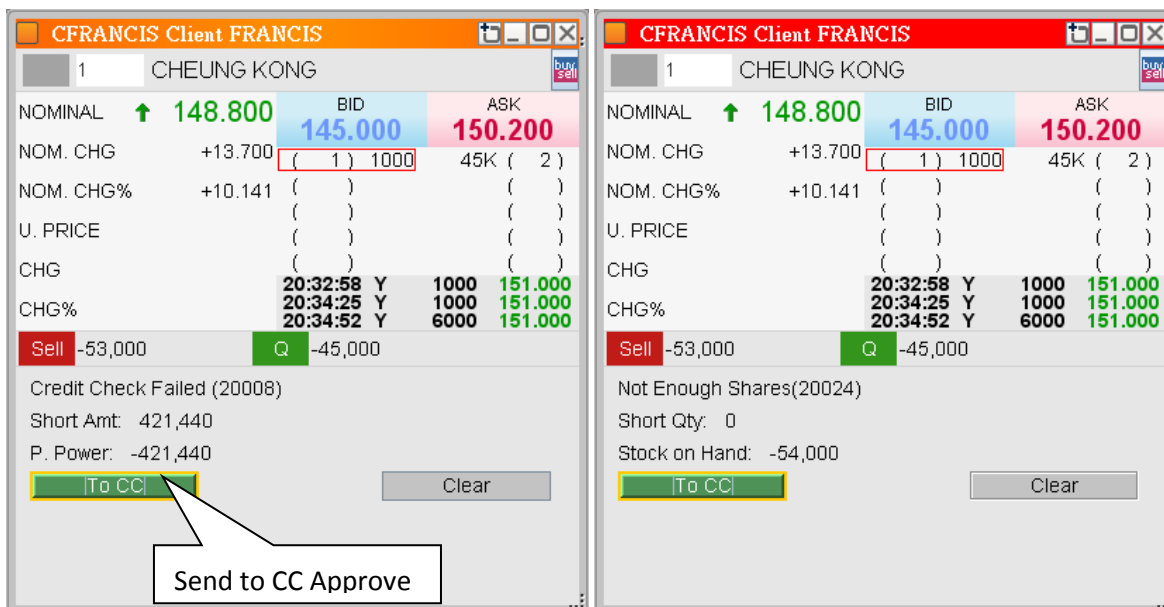 CFRANCIS Client FRANCIS
1 CHEUNG KONG
buy sell
NOMINAL 148.800 BID ASK
145.000 150.200
NOM. CHG +13.700 ( 1 ) 1000 45K ( 2 )
NOM. CHG% +10.141 ( ) ( )
( ) ( )
U. PRICE ( ) ( )
CHG ( ) ( )
20:32:58 Y 1000 151.000
CHG% 20:34:25 Y 1000 151.000
20:34:52 Y 6000 151.000
Sell -53,000 Q -45,000
Credit Check Failed (20008)
Short Amt: 421,440
P. Power: -421,440
To CC Clear
Send to CC Approve
CFRANCIS Client FRANCIS
1 CHEUNG KONG
buy sell
NOMINAL 148.800 BID ASK
145.000 150.200
NOM. CHG +13.700 ( 1 ) 1000 45K ( 2 )
NOM. CHG% +10.141 ( ) ( )
( ) ( )
U. PRICE ( ) ( )
CHG ( ) ( )
20:32:58 Y 1000 151.000
CHG% 20:34:25 Y 1000 151.000
20:34:52 Y 6000 151.000
Sell -53,000 Q -45,000
Not Enough Shares(20024)
Short Qty: 0
Stock on Hand: -54,000
To CC Clear